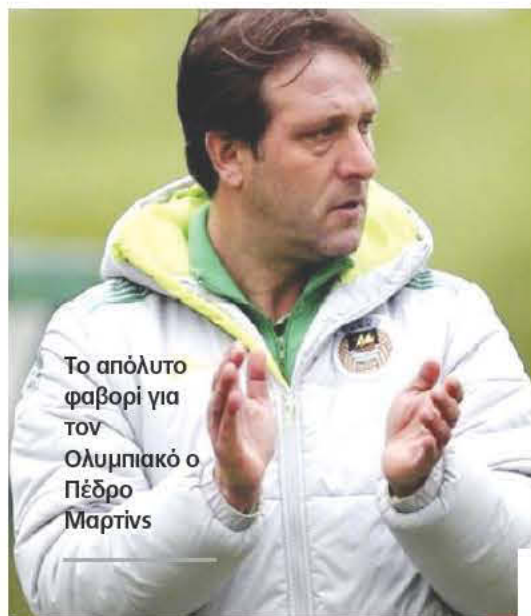 Το απόλυτο
φαβορί για
τον
Ολυμπιακό ο
Πέδρο
Μαρτίνς